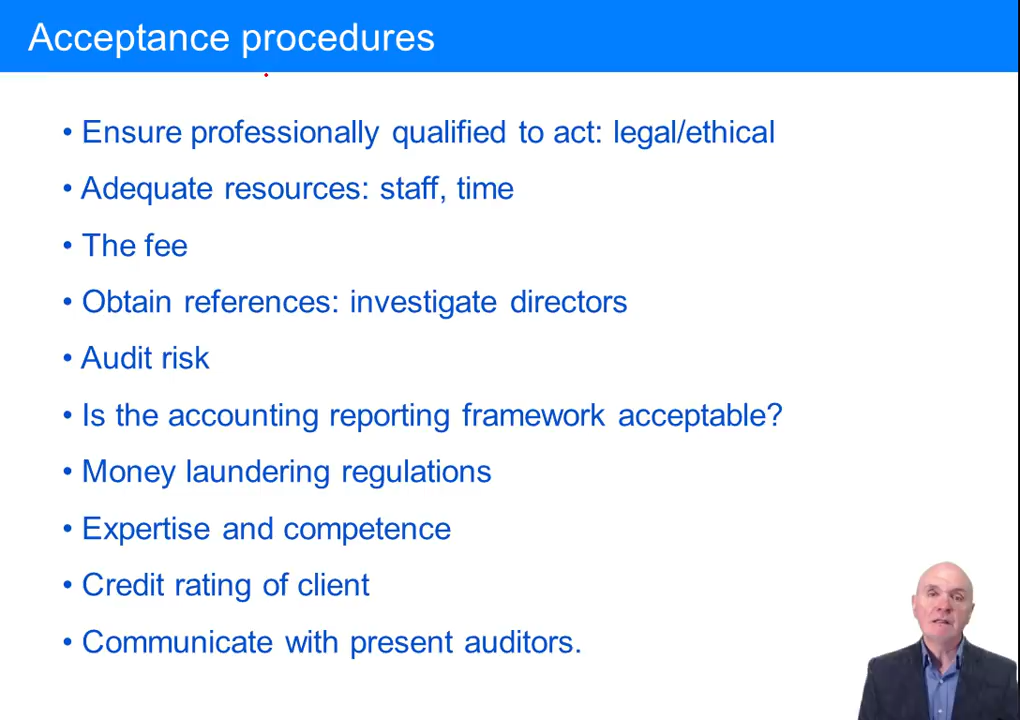 Acceptance procedures
• Ensure professionally qualified to act: legal/ethical
• Adequate resources: staff, time
• The fee
• Obtain references: investigate directors
• Audit risk
• Is the accounting reporting framework acceptable?
• Money laundering regulations
• Expertise and competence
• Credit rating of client
• Communicate with present auditors.